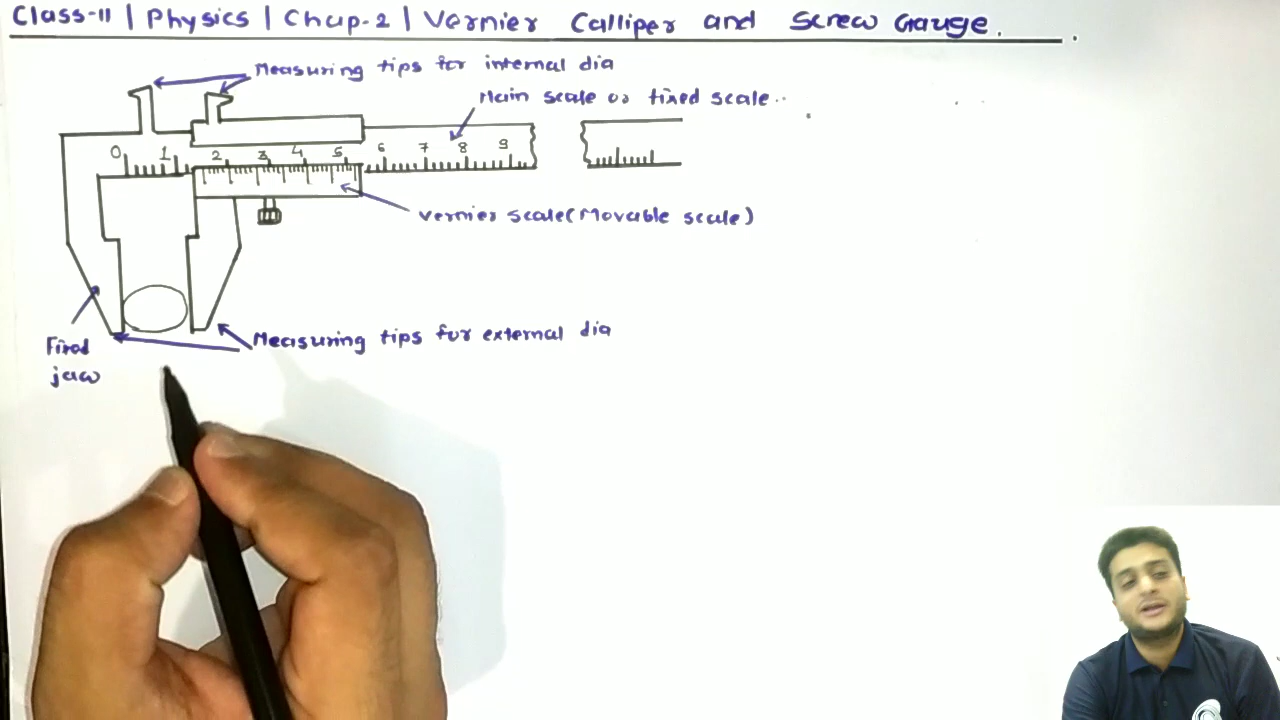 Class-11 | Physics | Chap-2 | Vernier Calliper and Screw Gauge.
Measuring tips for internal dia
Main scale or fixed scale
0 1 2 3 4 5 6 7 8 9
Vernier scale (Movable scale)
Measuring tips for external dia
Fixed
jaw